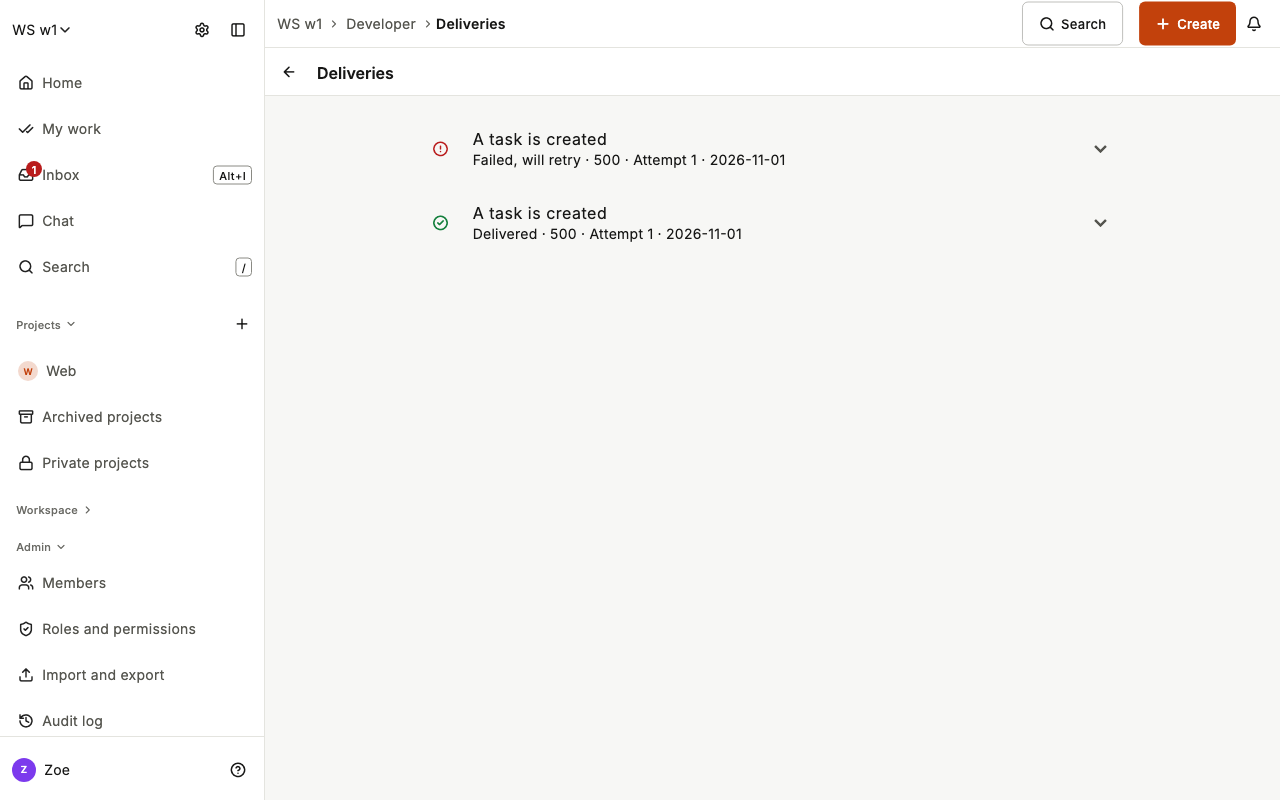 WS w1
Home
My work
1
Inbox
Alt+I
Chat
Search
/
Projects
W
Web
Archived projects
Private projects
Workspace
Admin
Members
Roles and permissions
Import and export
Audit log
Z
Zoe
WS w1 > Developer > Deliveries
Search
Create
Deliveries
A task is created
Failed, will retry · 500 · Attempt 1 · 2026-11-01
A task is created
Delivered · 500 · Attempt 1 · 2026-11-01